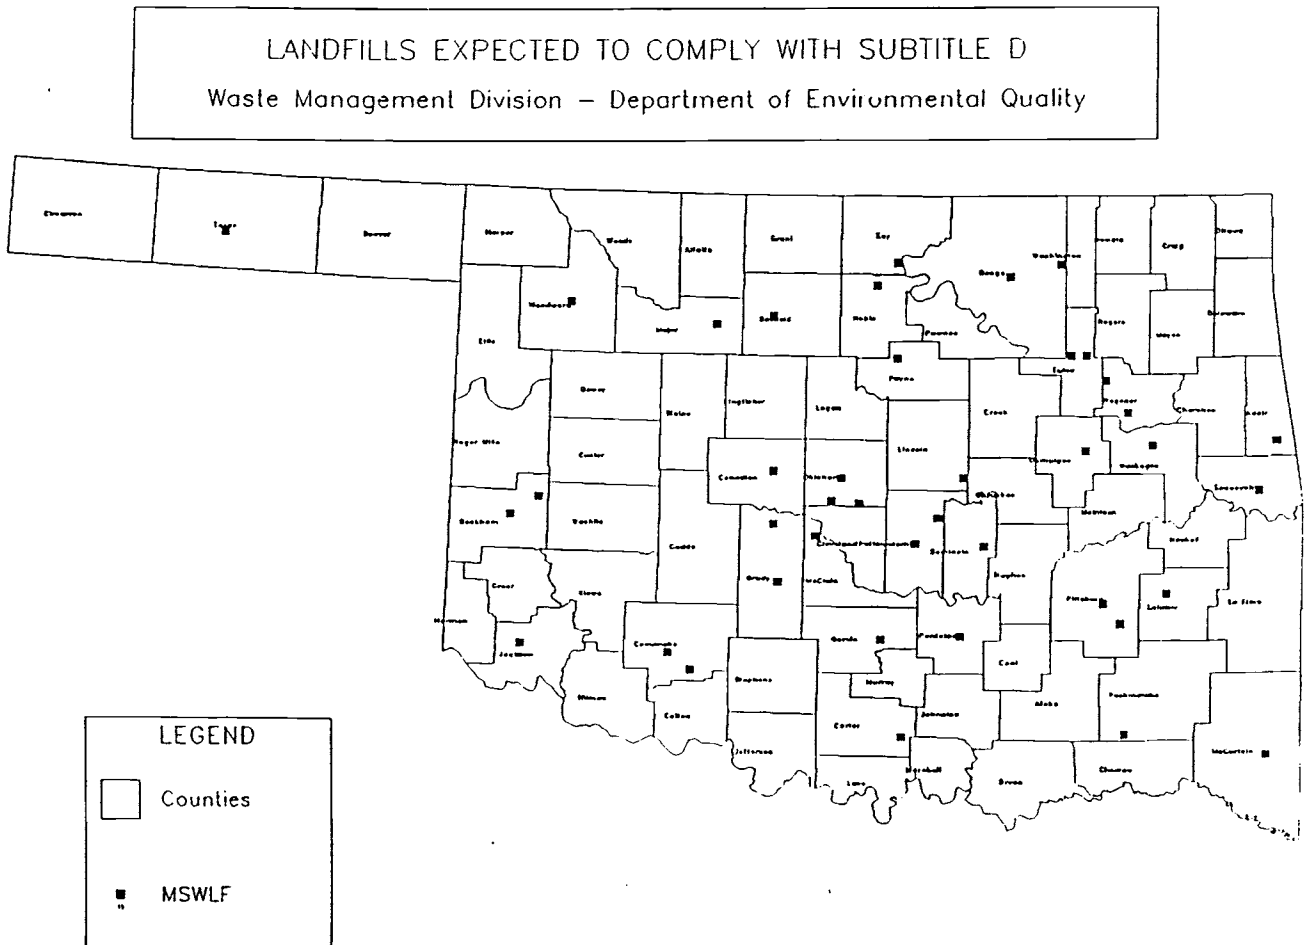 LANDFILLS EXPECTED TO COMPLY WITH SUBTITLE D
Waste Management Division – Department of Environmental Quality
Texas
Beaver
Harper
Woods
Alfalfa
Grant
Kay
Osage
Washington
Craig
Woodward
Major
Garfield
Noble
Pawnee
Rogers
Mayes
Delaware
Ellis
Dewey
Blaine
Kingfisher
Logan
Payne
Creek
Tulsa
Wagoner
Cherokee
Adair
Roger Mills
Custer
Canadian
Oklahoma
Lincoln
Okmulgee
Muskogee
Sequoyah
Beckham
Washita
Caddo
Grady
McClain
Cleveland
Pottawatomie
Seminole
Hughes
McIntosh
Haskell
Greer
Kiowa
Harmon
Jackson
Comanche
Garvin
Pontotoc
Pittsburg
Latimer
Le Flore
Coal
Stephens
Murray
Tillman
Cotton
Carter
Johnston
Atoka
Pushmataha
Jefferson
Love
Marshall
Bryan
Choctaw
McCurtain
LEGEND
Counties
MSWLF